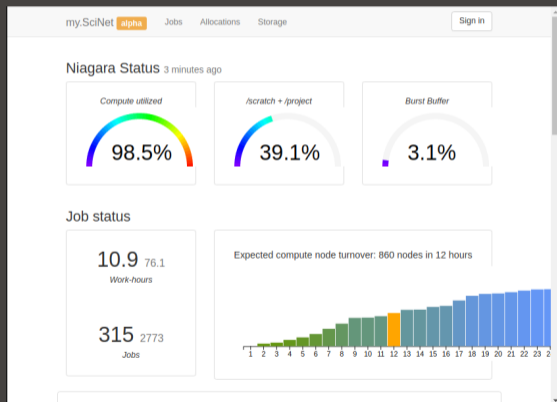 my.SciNet alpha Jobs Allocations Storage Sign in
Niagara Status 3 minutes ago
Compute utilized
98.5%
/scratch + /project
39.1%
Burst Buffer
3.1%
Job status
10.9 76.1
Work-hours
315 2773
Jobs
Expected compute node turnover: 860 nodes in 12 hours
1 2 3 4 5 6 7 8 9 10 11 12 13 14 15 16 17 18 19 20 21 22 23